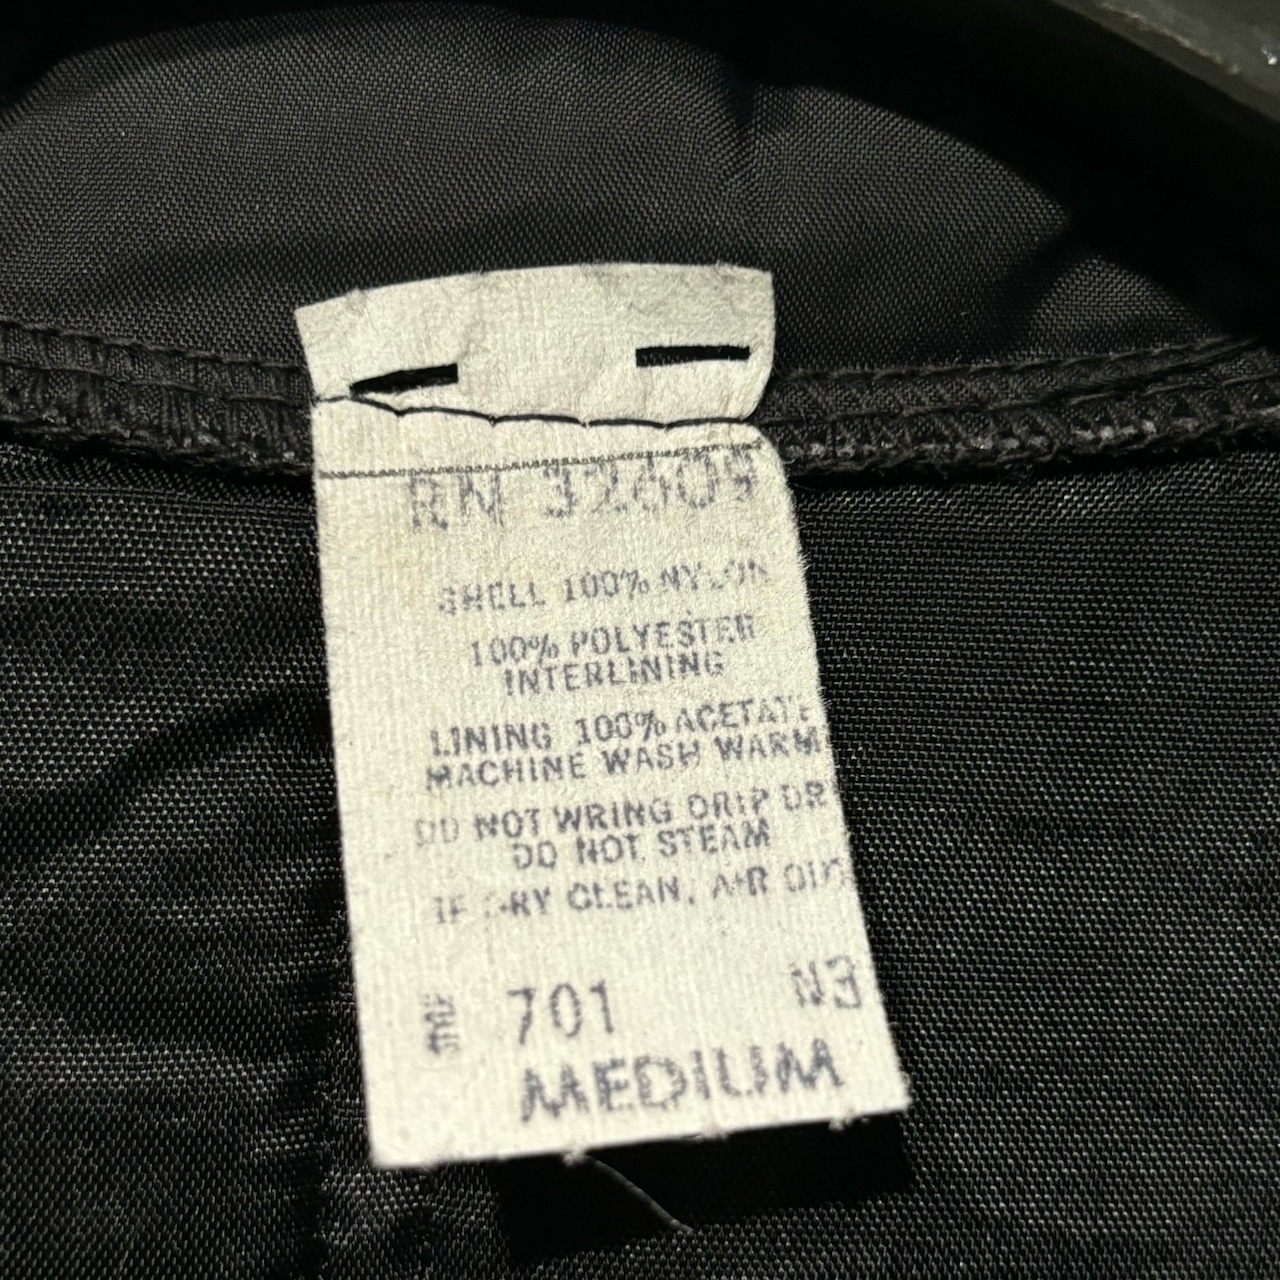 RN 32609
SHELL 100% NYLON
100% POLYESTER
INTERLINING
LINING 100% ACETATE
MACHINE WASH WARM
DO NOT WRING DRIP DRY
DO NOT STEAM
IF DRY CLEAN, AIR OUT
STYLE 701 N3
MEDIUM